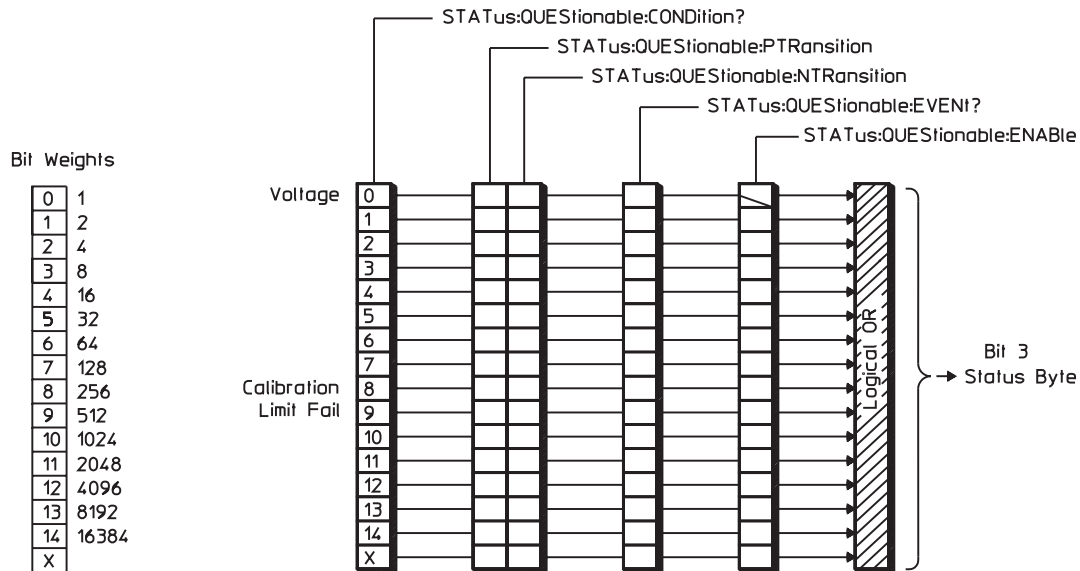 STATus:QUEStionable:CONDition?
STATus:QUEStionable:PTRansition
STATus:QUEStionable:NTRansition
STATus:QUEStionable:EVENt?
STATus:QUEStionable:ENABle
Bit Weights
0 1
1 2
2 4
3 8
4 16
5 32
6 64
7 128
8 256
9 512
10 1024
11 2048
12 4096
13 8192
14 16384
X
Voltage 0
1
2
3
4
5
6
7
Calibration 8
Limit Fail 9
10
11
12
13
14
X
Logical OR
Bit 3
Status Byte